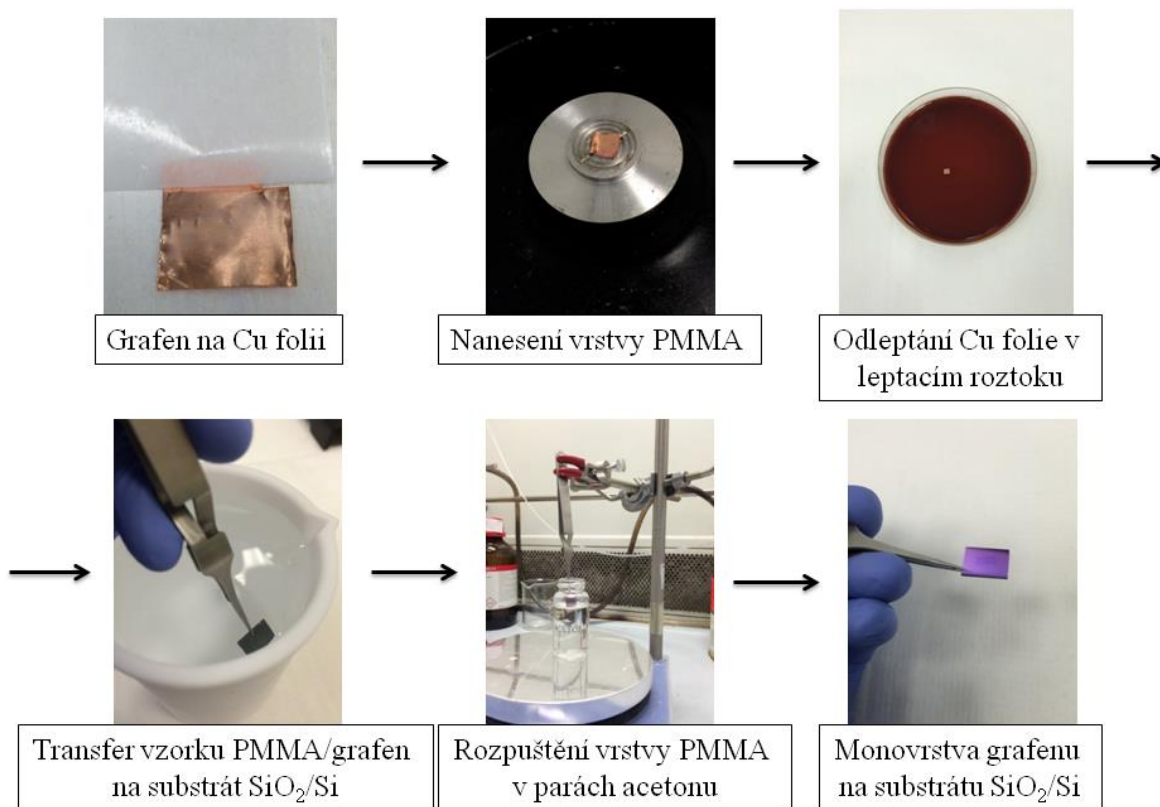 Grafen na Cu folii
Nanesení vrstvy PMMA
Odleptání Cu folie v
leptacím roztoku
Transfer vzorku PMMA/grafen
na substrát SiO₂/Si
Rozpuštění vrstvy PMMA
v parách acetonu
Monovrstva grafenu
na substrátu SiO₂/Si